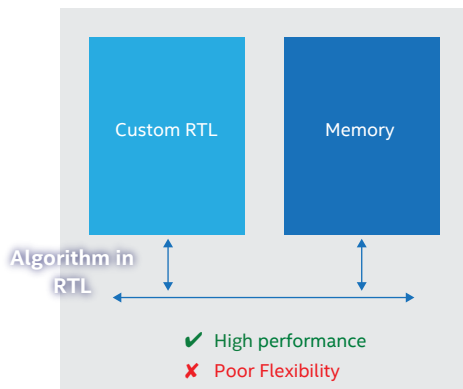 Custom RTL
Memory
Algorithm in
RTL
✔ High performance
✘ Poor Flexibility